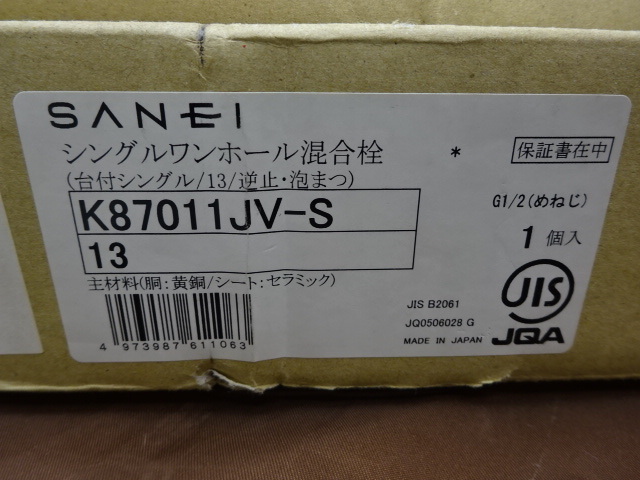 SANEI
シングルワンホール混合栓
*
保証書在中
(台付シングル/13/逆止・泡まつ)
K87011JV-S
G1/2(めねじ)
13
1個入
主材料(胴:黄銅/シート:セラミック)
JIS
JIS B2061
JQ0506028 G
JQA
4 973987 611063
MADE IN JAPAN